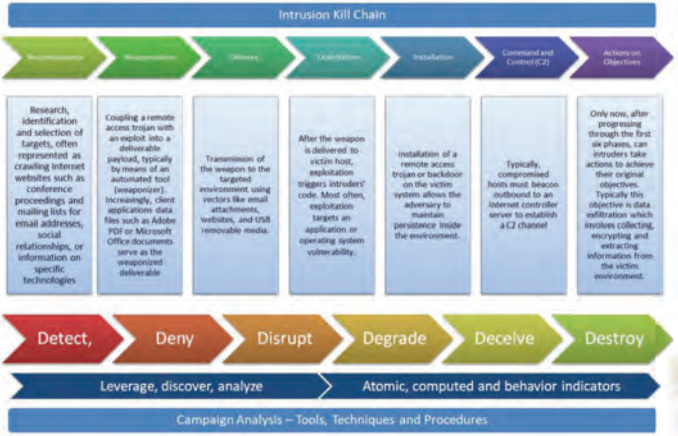 Intrusion Kill Chain
Reconnaissance
Weaponization
Delivery
Exploitation
Installation
Command and
Control (C2)
Actions on
Objectives
Research,
identification
and selection of
targets, often
represented as
crawling Internet
websites such as
conference
proceedings and
mailing lists for
email addresses,
social
relationships, or
information on
specific
technologies
Coupling a remote
access trojan with
an exploit into a
deliverable
payload, typically
by means of an
automated tool
(weaponizer).
Increasingly, client
applications data
files such as Adobe
PDF or Microsoft
Office documents
serve as the
weaponized
deliverable
Transmission of
the weapon to the
targeted
environment using
vectors like email
attachments,
websites, and USB
removable media.
After the weapon
is delivered to
victim host,
exploitation
triggers intruders'
code. Most often,
exploitation
targets an
application or
operating system
vulnerability.
Installation of a
remote access
trojan or backdoor
on the victim
system allows the
adversary to
maintain
persistence inside
the environment.
Typically,
compromised
hosts must beacon
outbound to an
Internet controller
server to establish
a C2 channel
Only now, after
progressing
through the first
six phases, can
intruders take
actions to achieve
their original
objectives.
Typically this
objective is data
exfiltration which
involves collecting,
encrypting and
extracting
information from
the victim
environment.
Detect,
Deny
Disrupt
Degrade
Deceive
Destroy
Leverage, discover, analyze
Atomic, computed and behavior indicators
Campaign Analysis – Tools, Techniques and Procedures